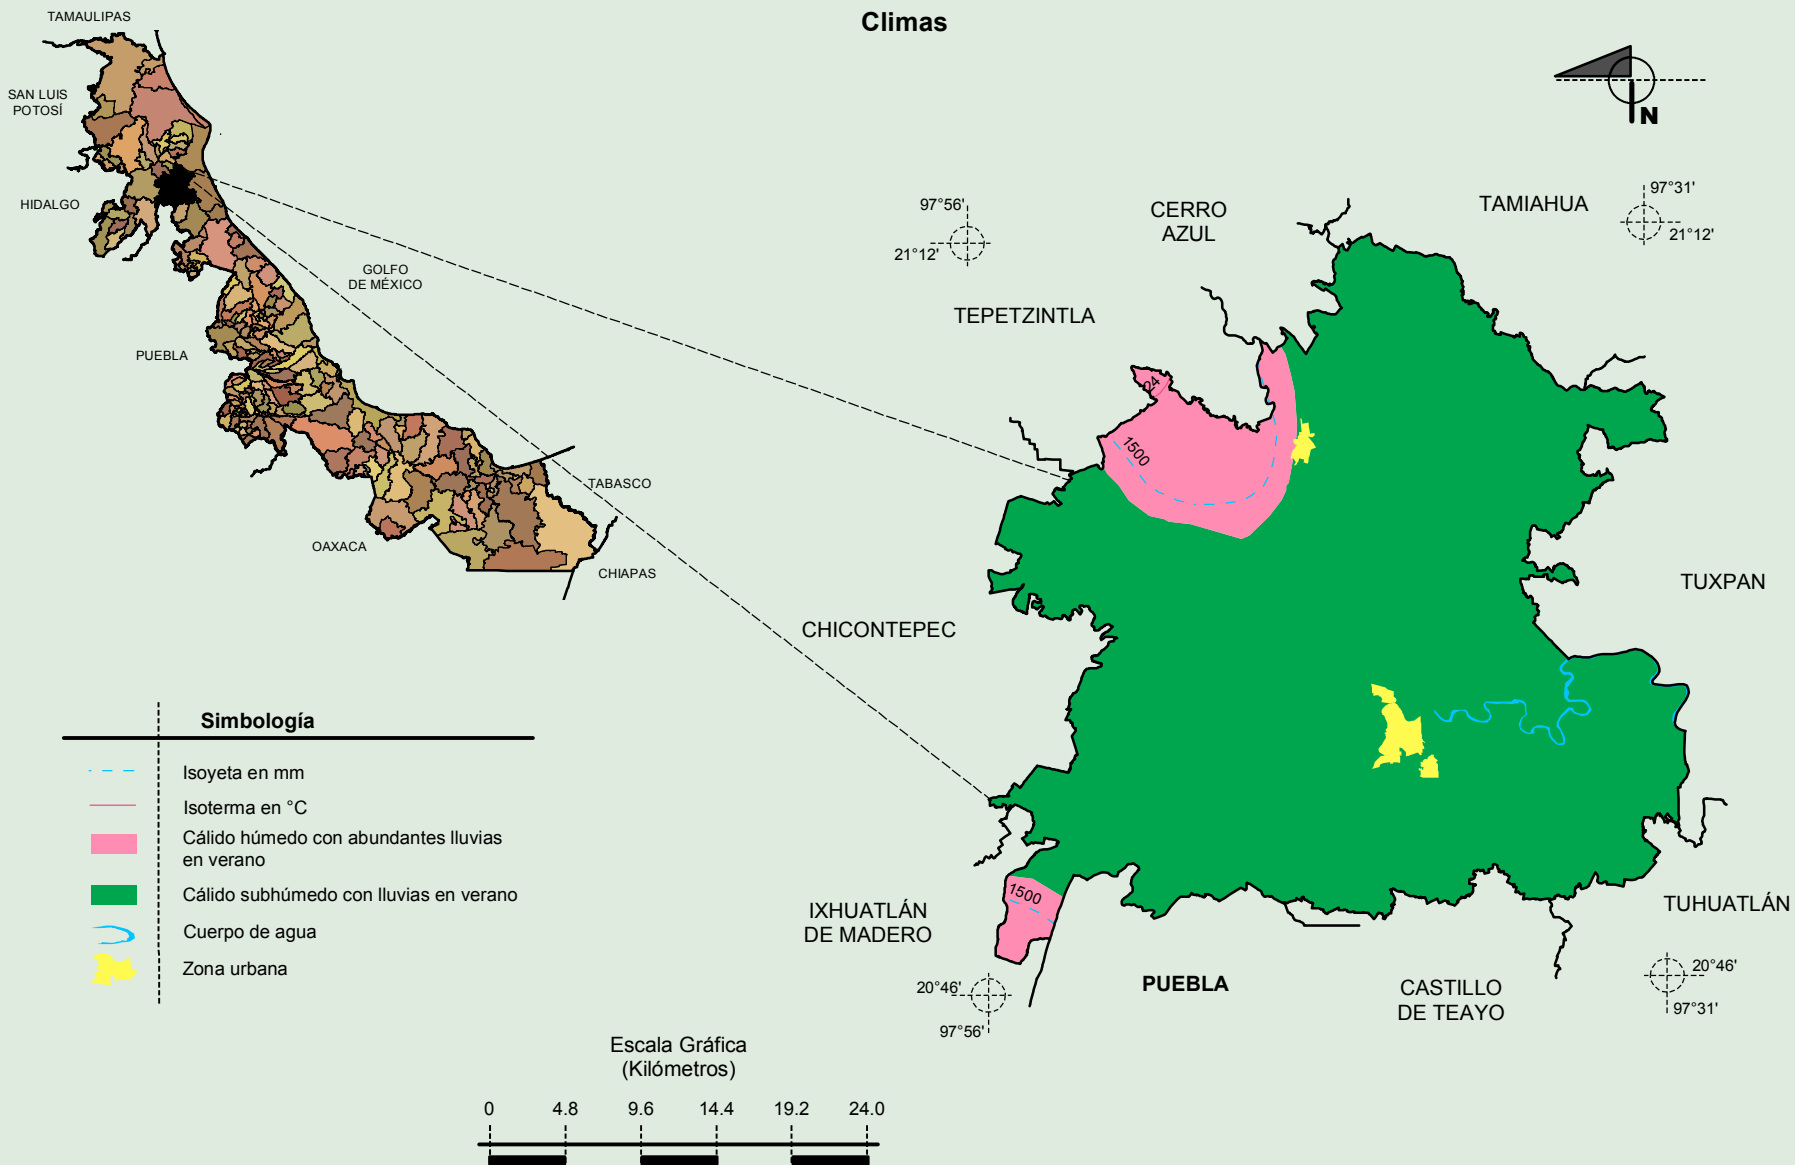 Climas
TAMAULIPAS
SAN LUIS
POTOSÍ
HIDALGO
GOLFO
DE MÉXICO
PUEBLA
TABASCO
OAXACA
CHIAPAS
N
97°56'
21°12'
CERRO
AZUL
TAMIAHUA
97°31'
21°12'
TEPETZINTLA
24
1500
TUXPAN
CHICONTEPEC
1500
IXHUATLÁN
DE MADERO
TUHUATLÁN
20°46'
97°56'
PUEBLA
CASTILLO
DE TEAYO
20°46'
97°31'
Simbología
Isoyeta en mm
Isoterma en °C
Cálido húmedo con abundantes lluvias
en verano
Cálido subhúmedo con lluvias en verano
Cuerpo de agua
Zona urbana
Escala Gráfica
(Kilómetros)
0 4.8 9.6 14.4 19.2 24.0